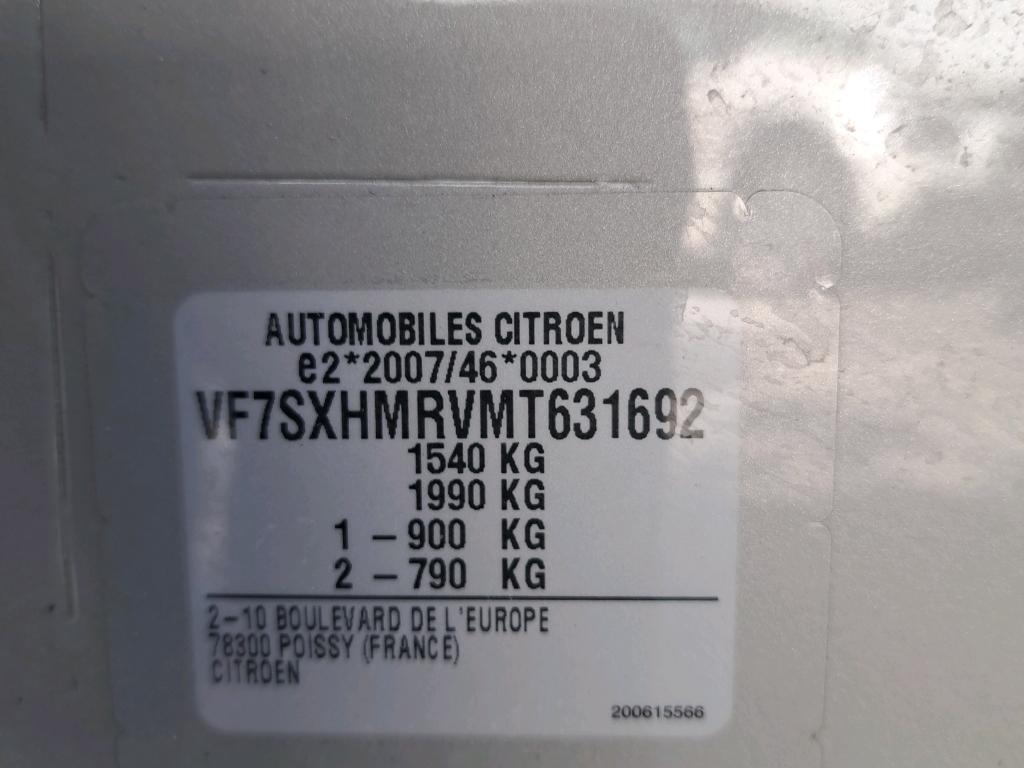 AUTOMOBILES CITROEN
e2*2007/46*0003
VF7SXHMRVMT631692
1540 KG
1990 KG
1 - 900 KG
2 - 790 KG
2-10 BOULEVARD DE L'EUROPE
78300 POISSY (FRANCE)
CITROEN
200615566